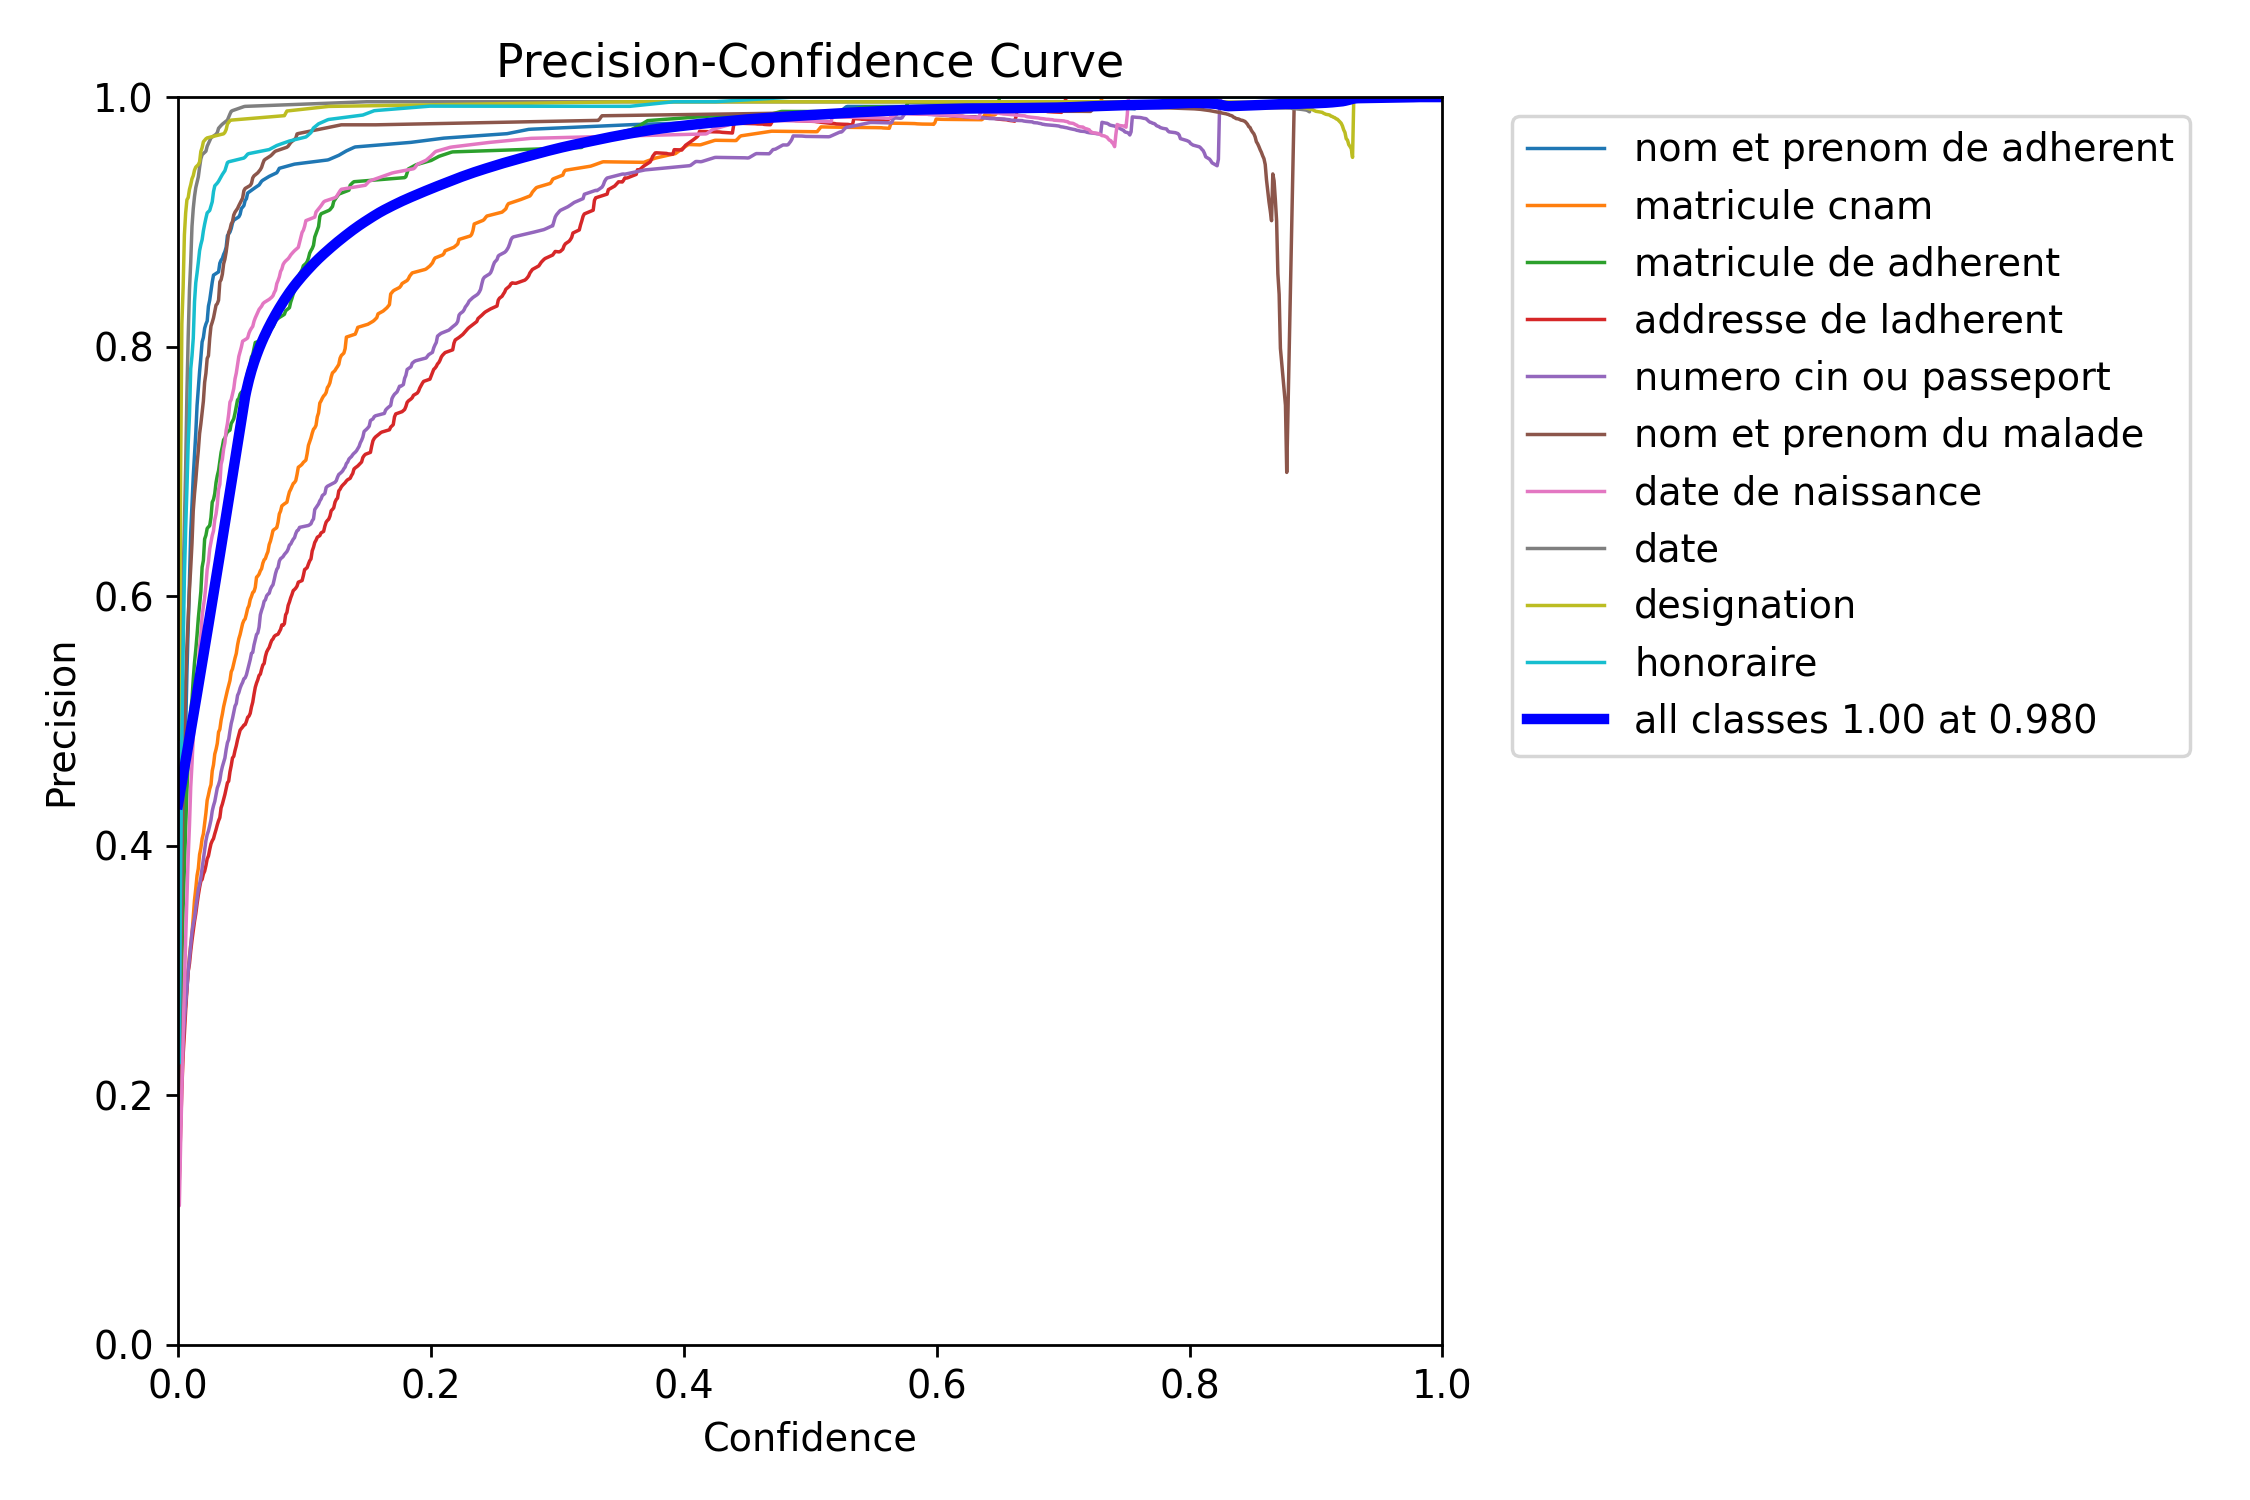 Precision-Confidence Curve
1.0
0.8
0.6
0.4
0.2
0.0
Precision
0.0 0.2 0.4 0.6 0.8 1.0
Confidence
nom et prenom de adherent
matricule cnam
matricule de adherent
addresse de ladherent
numero cin ou passeport
nom et prenom du malade
date de naissance
date
designation
honoraire
all classes 1.00 at 0.980